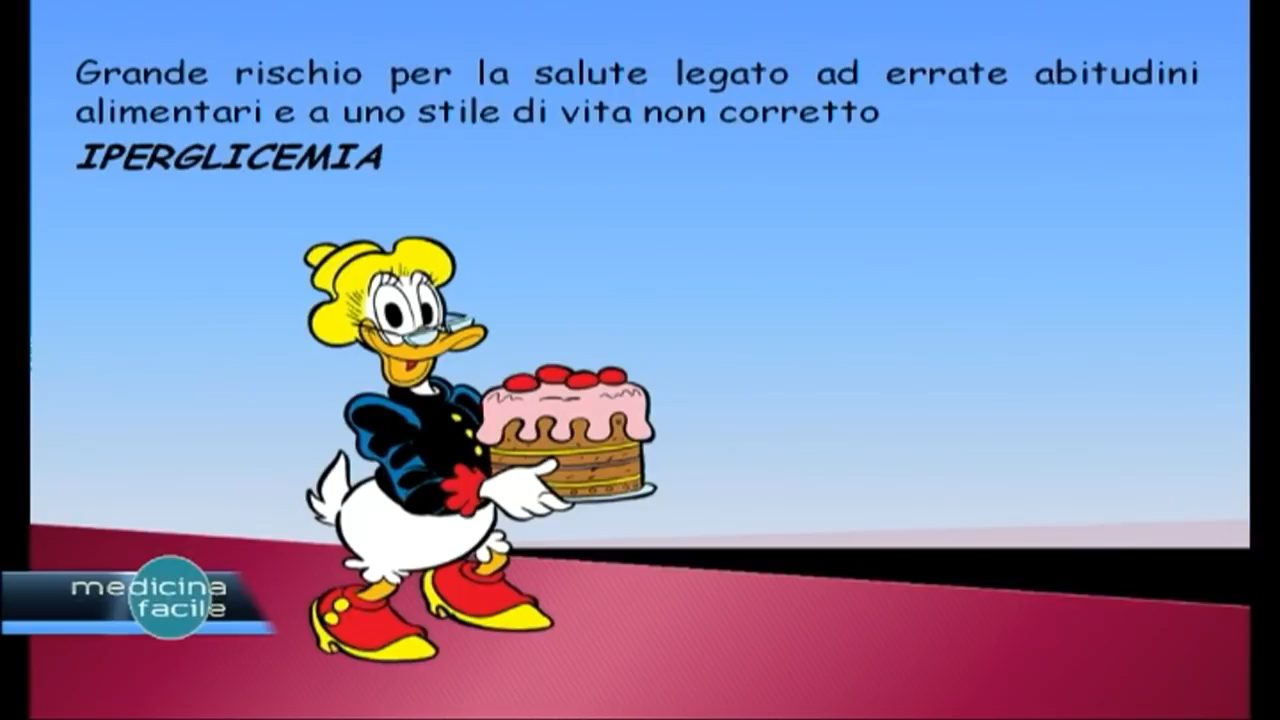 Grande rischio per la salute legato ad errate abitudini
alimentari e a uno stile di vita non corretto
IPERGLICEMIA
medicina
facile